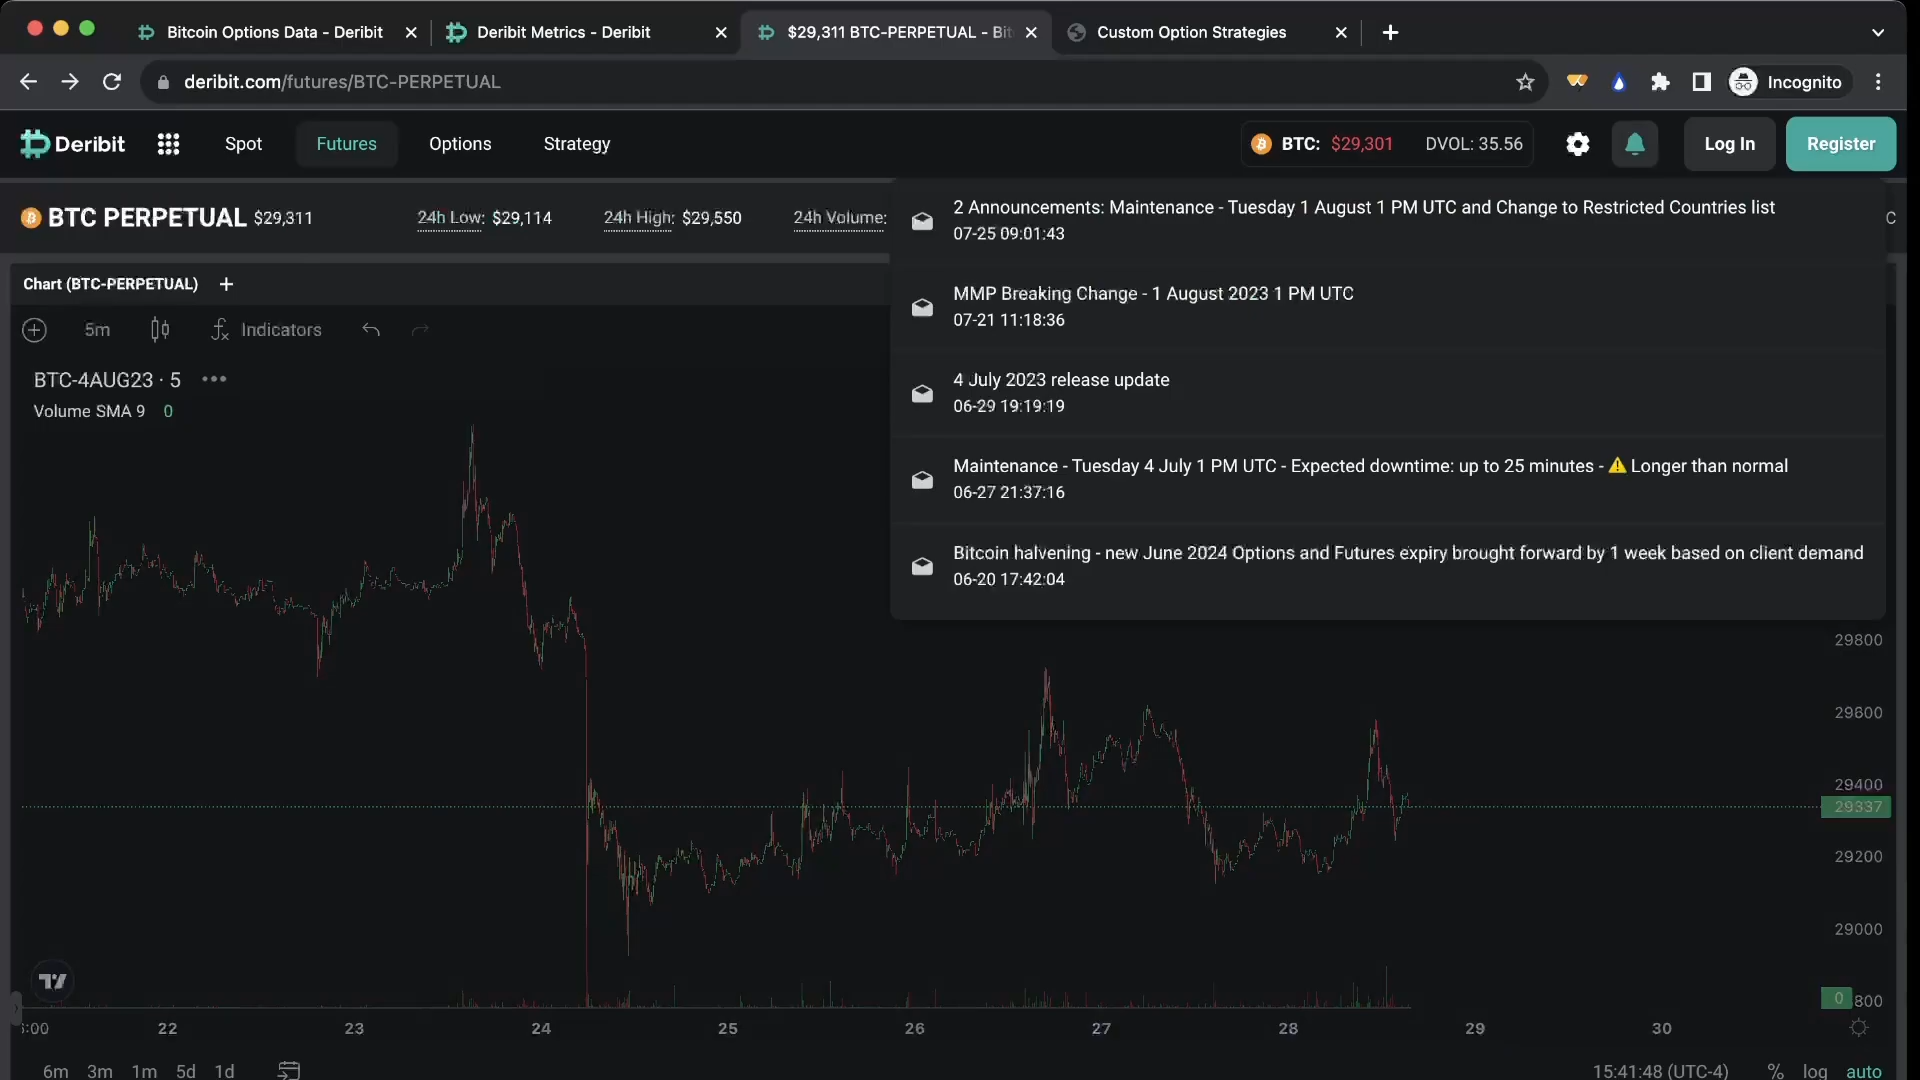 Bitcoin Options Data - Deribit
Deribit Metrics - Deribit
$29,311 BTC-PERPETUAL - Bit
Custom Option Strategies
deribit.com/futures/BTC-PERPETUAL
Incognito
Deribit
Spot
Futures
Options
Strategy
BTC: $29,301
DVOL: 35.56
Log In
Register
BTC PERPETUAL $29,311
24h Low: $29,114
24h High: $29,550
24h Volume:
C
2 Announcements: Maintenance - Tuesday 1 August 1 PM UTC and Change to Restricted Countries list
07-25 09:01:43
MMP Breaking Change - 1 August 2023 1 PM UTC
07-21 11:18:36
4 July 2023 release update
06-29 19:19:19
Maintenance - Tuesday 4 July 1 PM UTC - Expected downtime: up to 25 minutes - ⚠ Longer than normal
06-27 21:37:16
Bitcoin halvening - new June 2024 Options and Futures expiry brought forward by 1 week based on client demand
06-20 17:42:04
Chart (BTC-PERPETUAL) +
5m
Indicators
BTC-4AUG23 · 5
Volume SMA 9 0
29800
29600
29400
29337
29200
29000
0
800
:00 22 23 24 25 26 27 28 29 30
6m 3m 1m 5d 1d
15:41:48 (UTC-4) % log auto